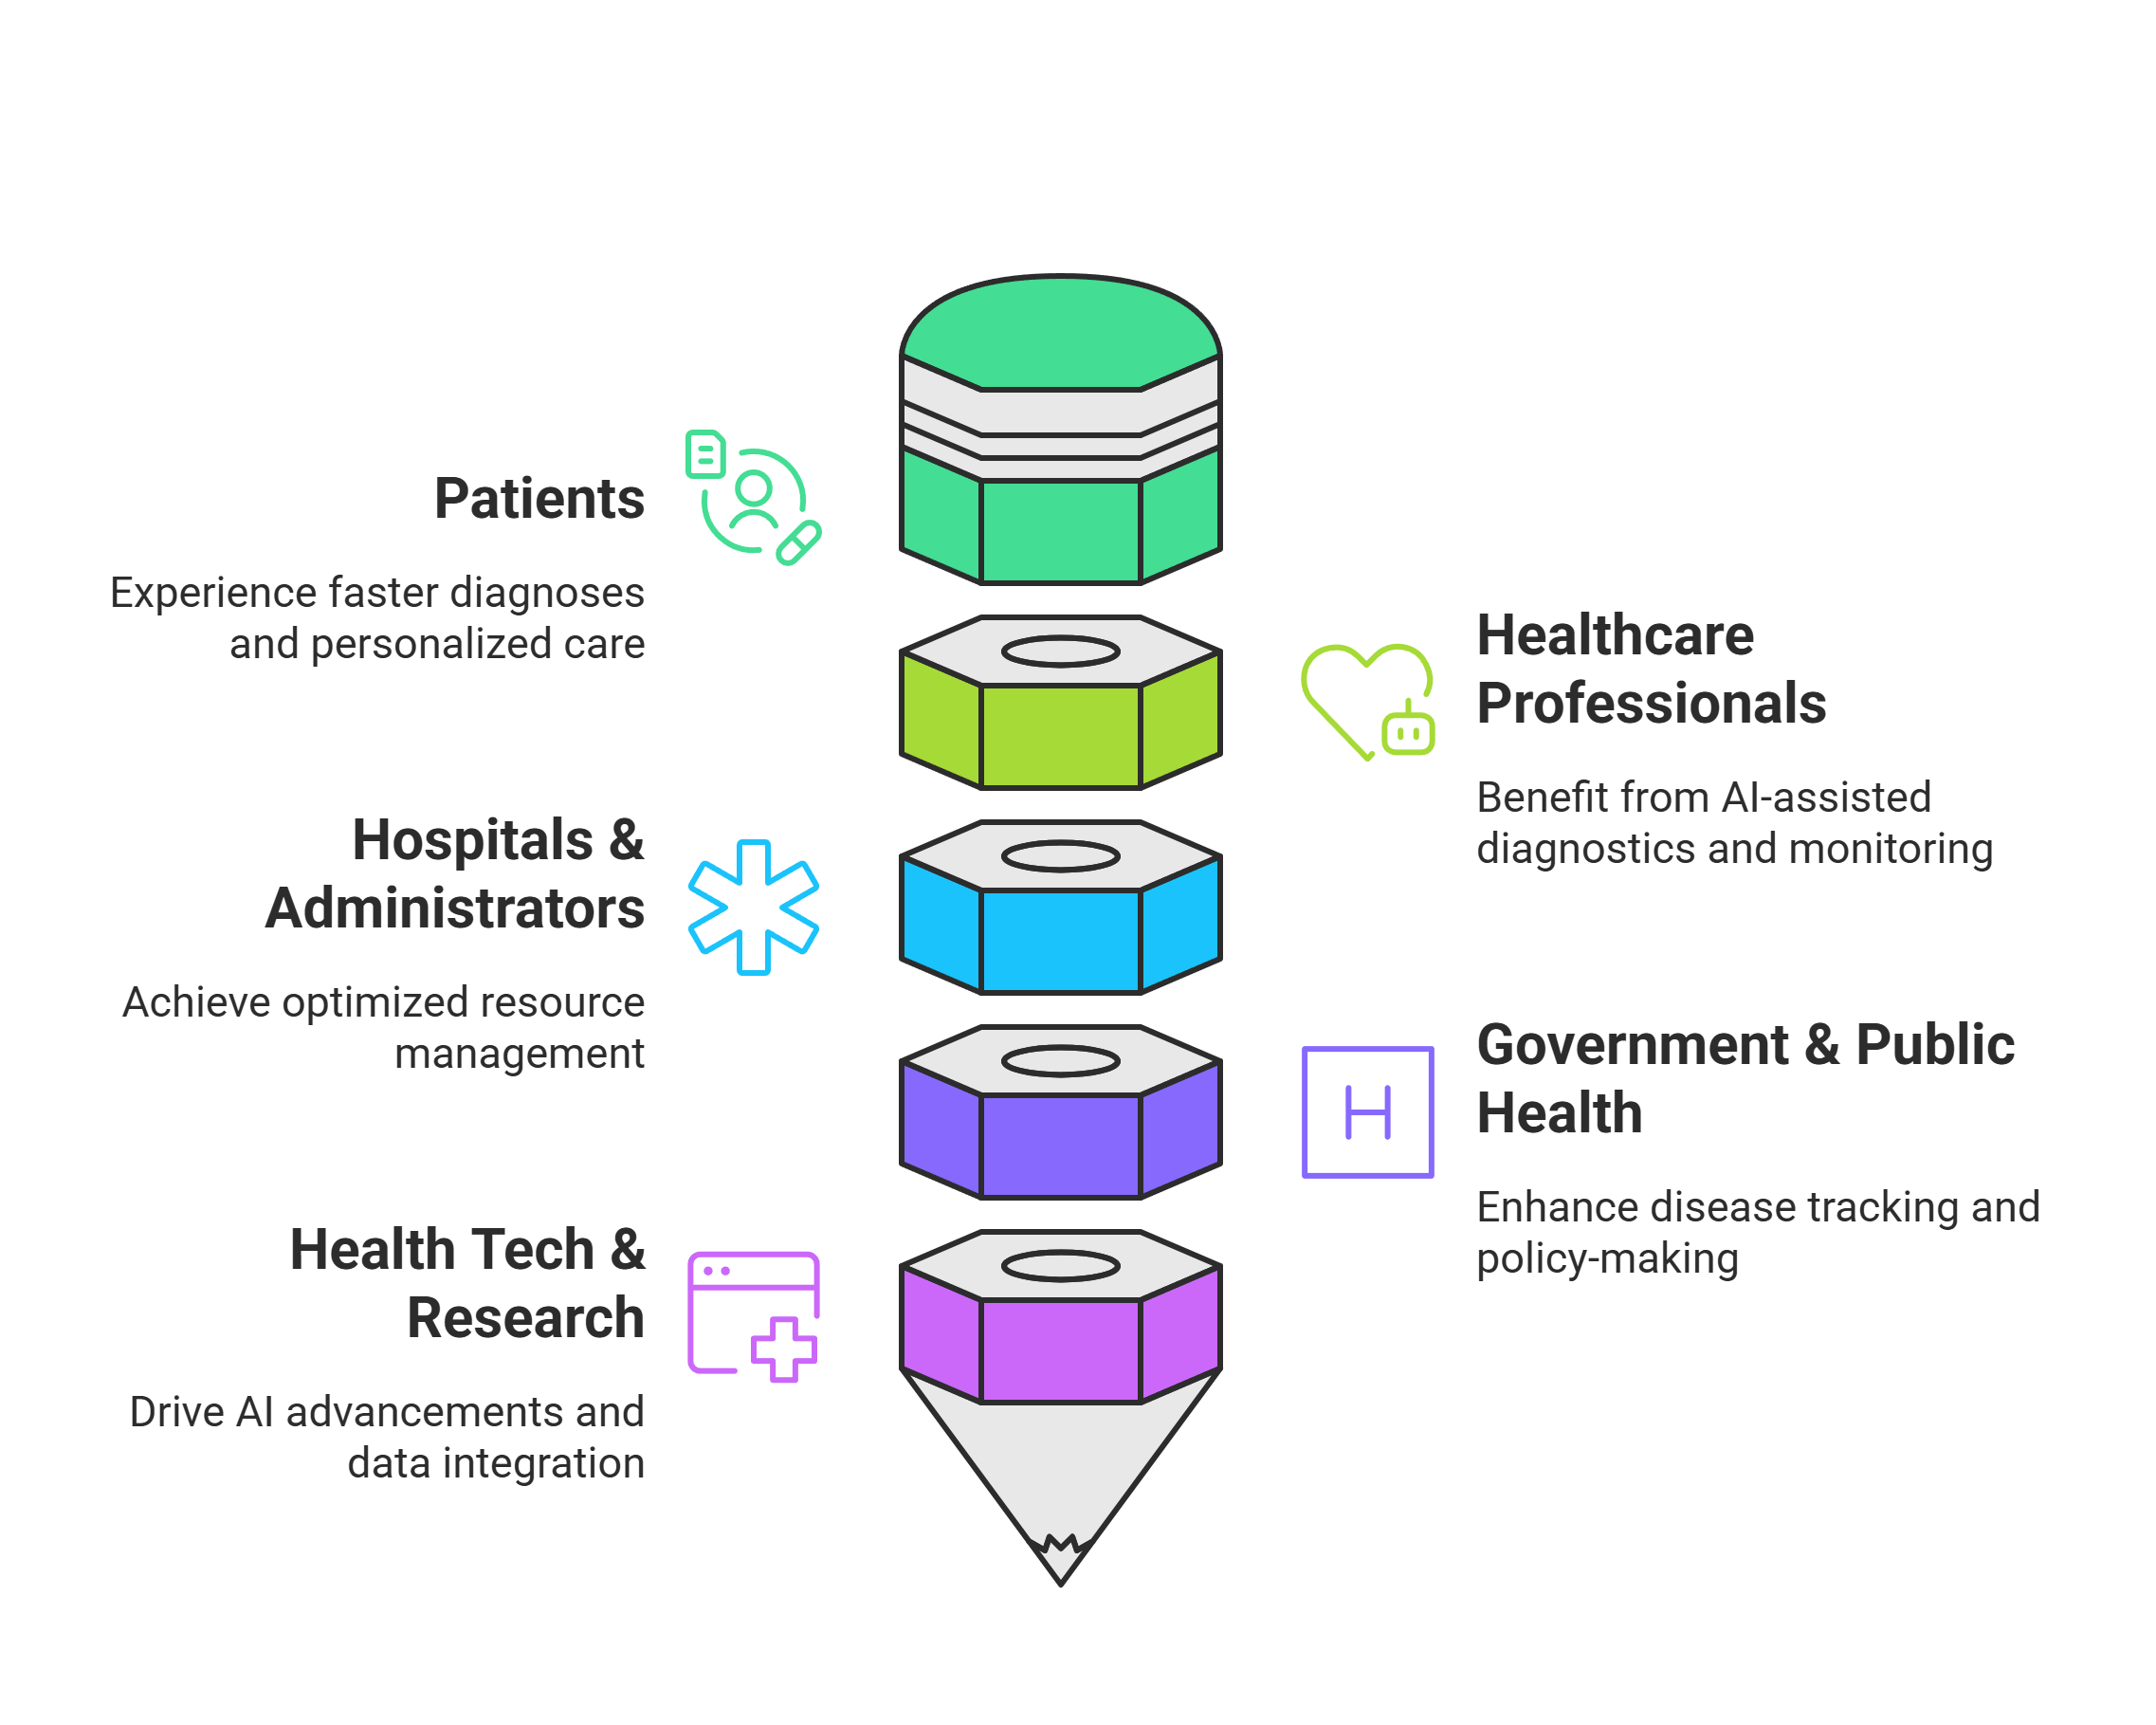 Patients
Experience faster diagnoses
and personalized care
Healthcare
Professionals
Benefit from AI-assisted
diagnostics and monitoring
Hospitals &
Administrators
Achieve optimized resource
management
Government & Public
Health
Enhance disease tracking and
policy-making
Health Tech &
Research
Drive AI advancements and
data integration
H